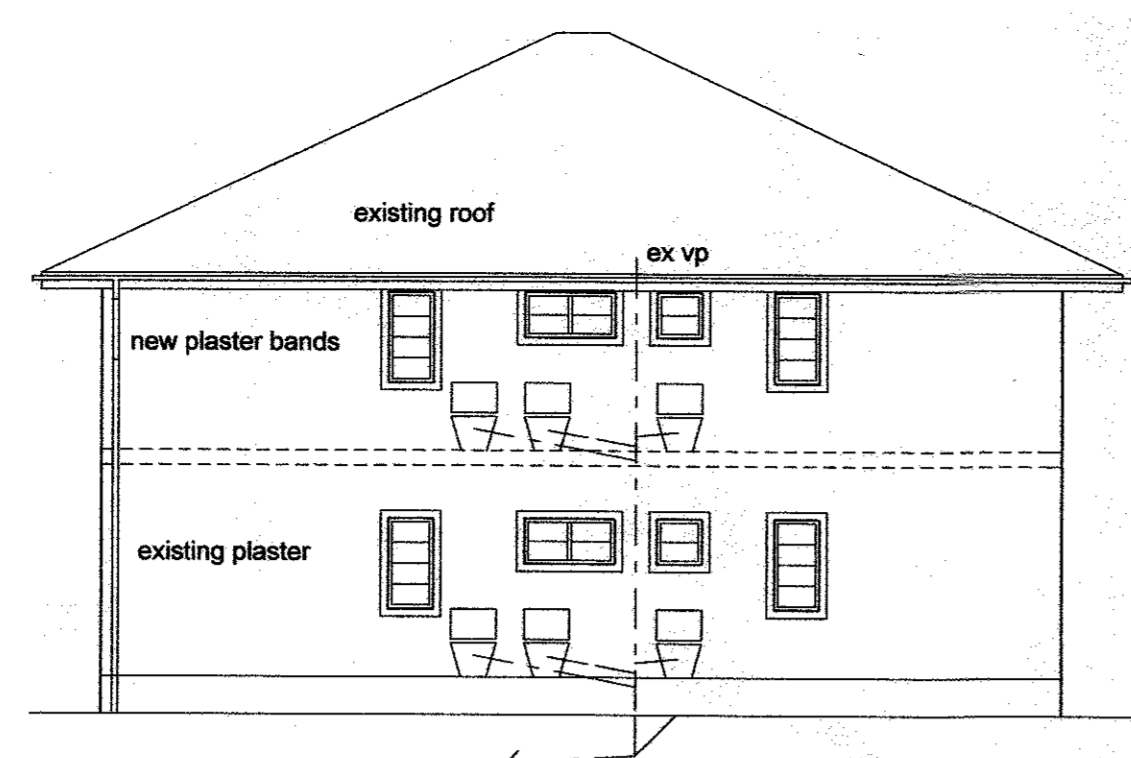 existing roof
ex vp
new plaster bands
existing plaster